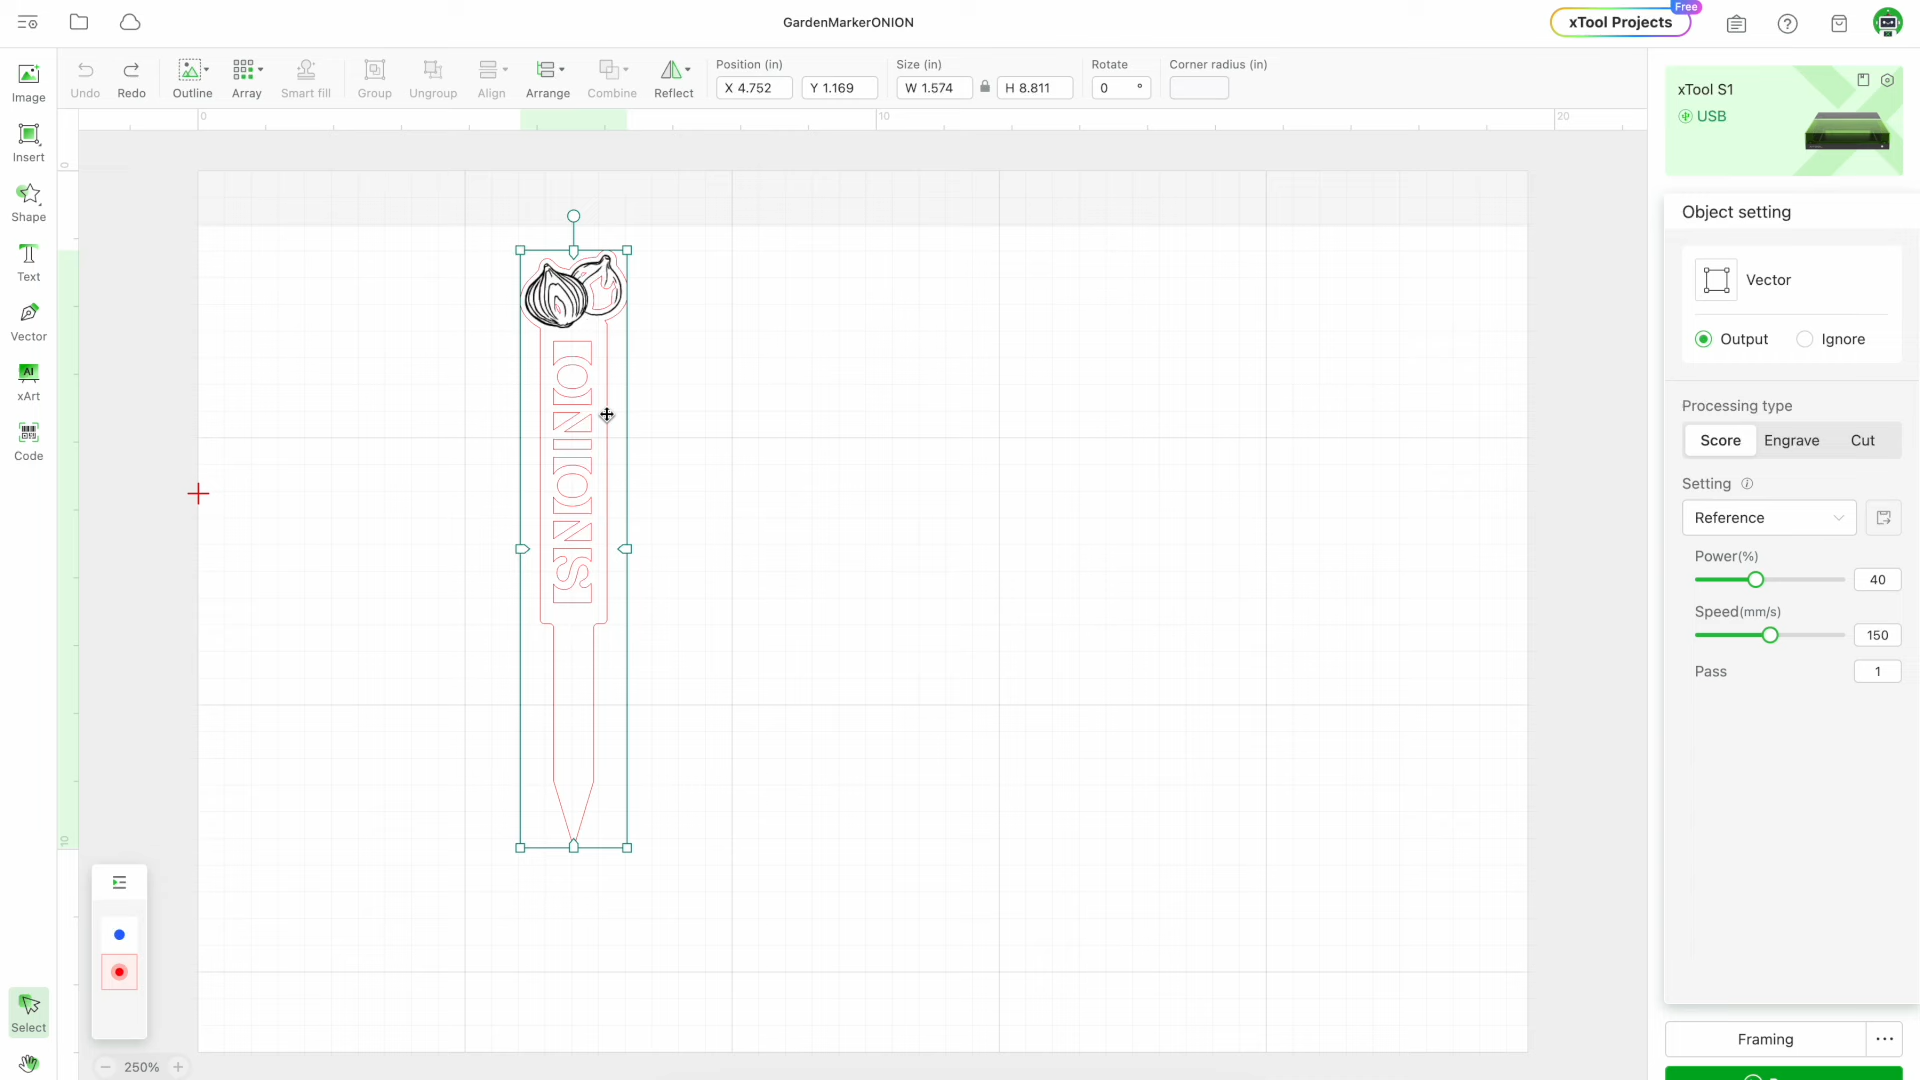 GardenMarkerONION
xTool Projects
Free
Image
Insert
Shape
Text
Vector
AI
xArt
Code
Select
Undo
Redo
Outline
Array
Smart fill
Group
Ungroup
Align
Arrange
Combine
Reflect
Position (in)
X 4.752
Y 1.169
Size (in)
W 1.574
H 8.811
Rotate
0 °
Corner radius (in)
0
10
20
0
10
ONIONS
250%
xTool S1
USB
Object setting
Vector
Output
Ignore
Processing type
Score
Engrave
Cut
Setting
Reference
Power(%)
40
Speed(mm/s)
150
Pass
1
Framing